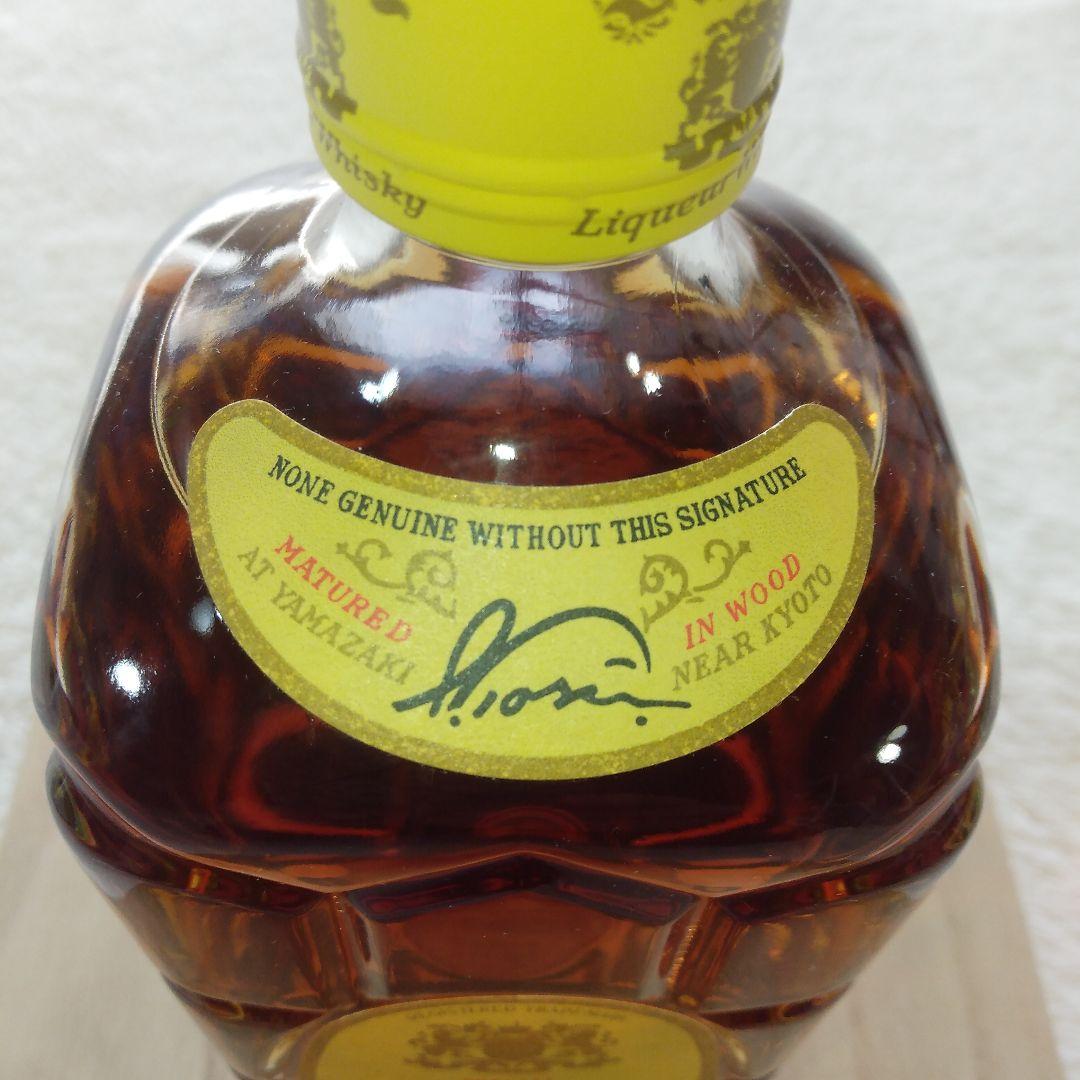 Whisky
Liqueur
NONE GENUINE WITHOUT THIS SIGNATURE
MATURED
AT YAMAZAKI
IN WOOD
NEAR KYOTO